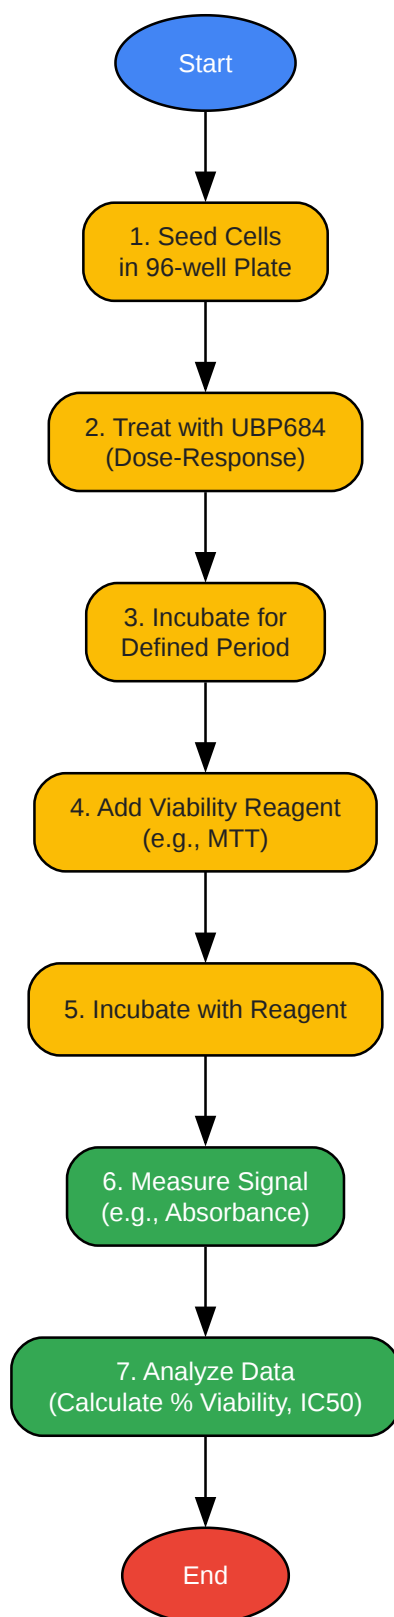 Start
1. Seed Cells
in 96-well Plate
2. Treat with UBP684
(Dose-Response)
3. Incubate for
Defined Period
4. Add Viability Reagent
(e.g., MTT)
5. Incubate with Reagent
6. Measure Signal
(e.g., Absorbance)
7. Analyze Data
(Calculate % Viability, IC50)
End